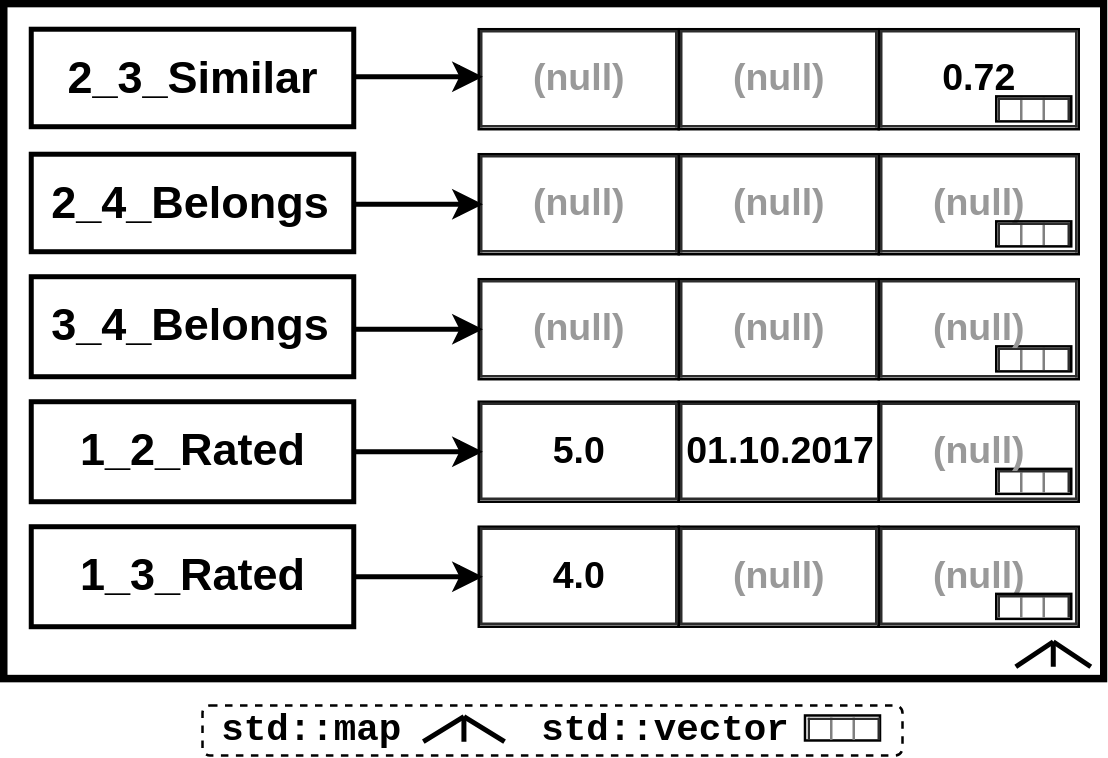 2_3_Similar (null) (null) 0.72
2_4_Belongs (null) (null) (null)
3_4_Belongs (null) (null) (null)
1_2_Rated 5.0 01.10.2017 (null)
1_3_Rated 4.0 (null) (null)
std::map std::vector